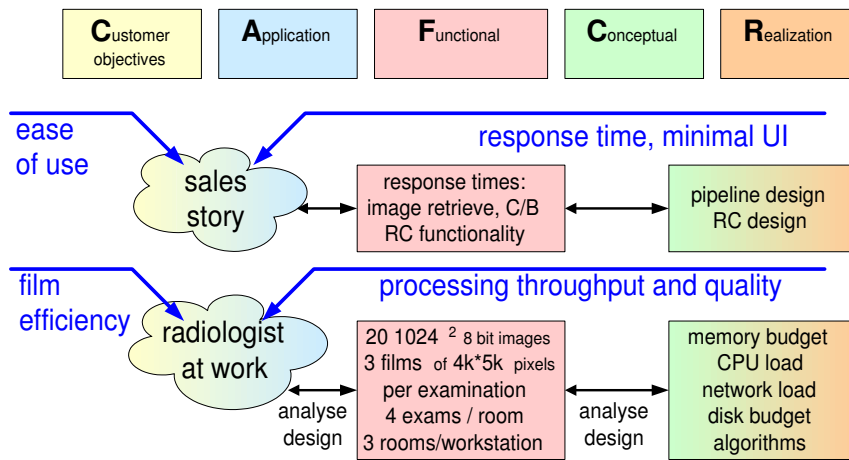 Customer objectives
Application
Functional
Conceptual
Realization
ease
of use
response time, minimal UI
sales
story
response times:
image retrieve, C/B
RC functionality
pipeline design
RC design
film
efficiency
processing throughput and quality
radiologist
at work
20 1024 ² 8 bit images
3 films of 4k*5k pixels
per examination
4 exams / room
3 rooms/workstation
analyse
design
analyse
design
memory budget
CPU load
network load
disk budget
algorithms